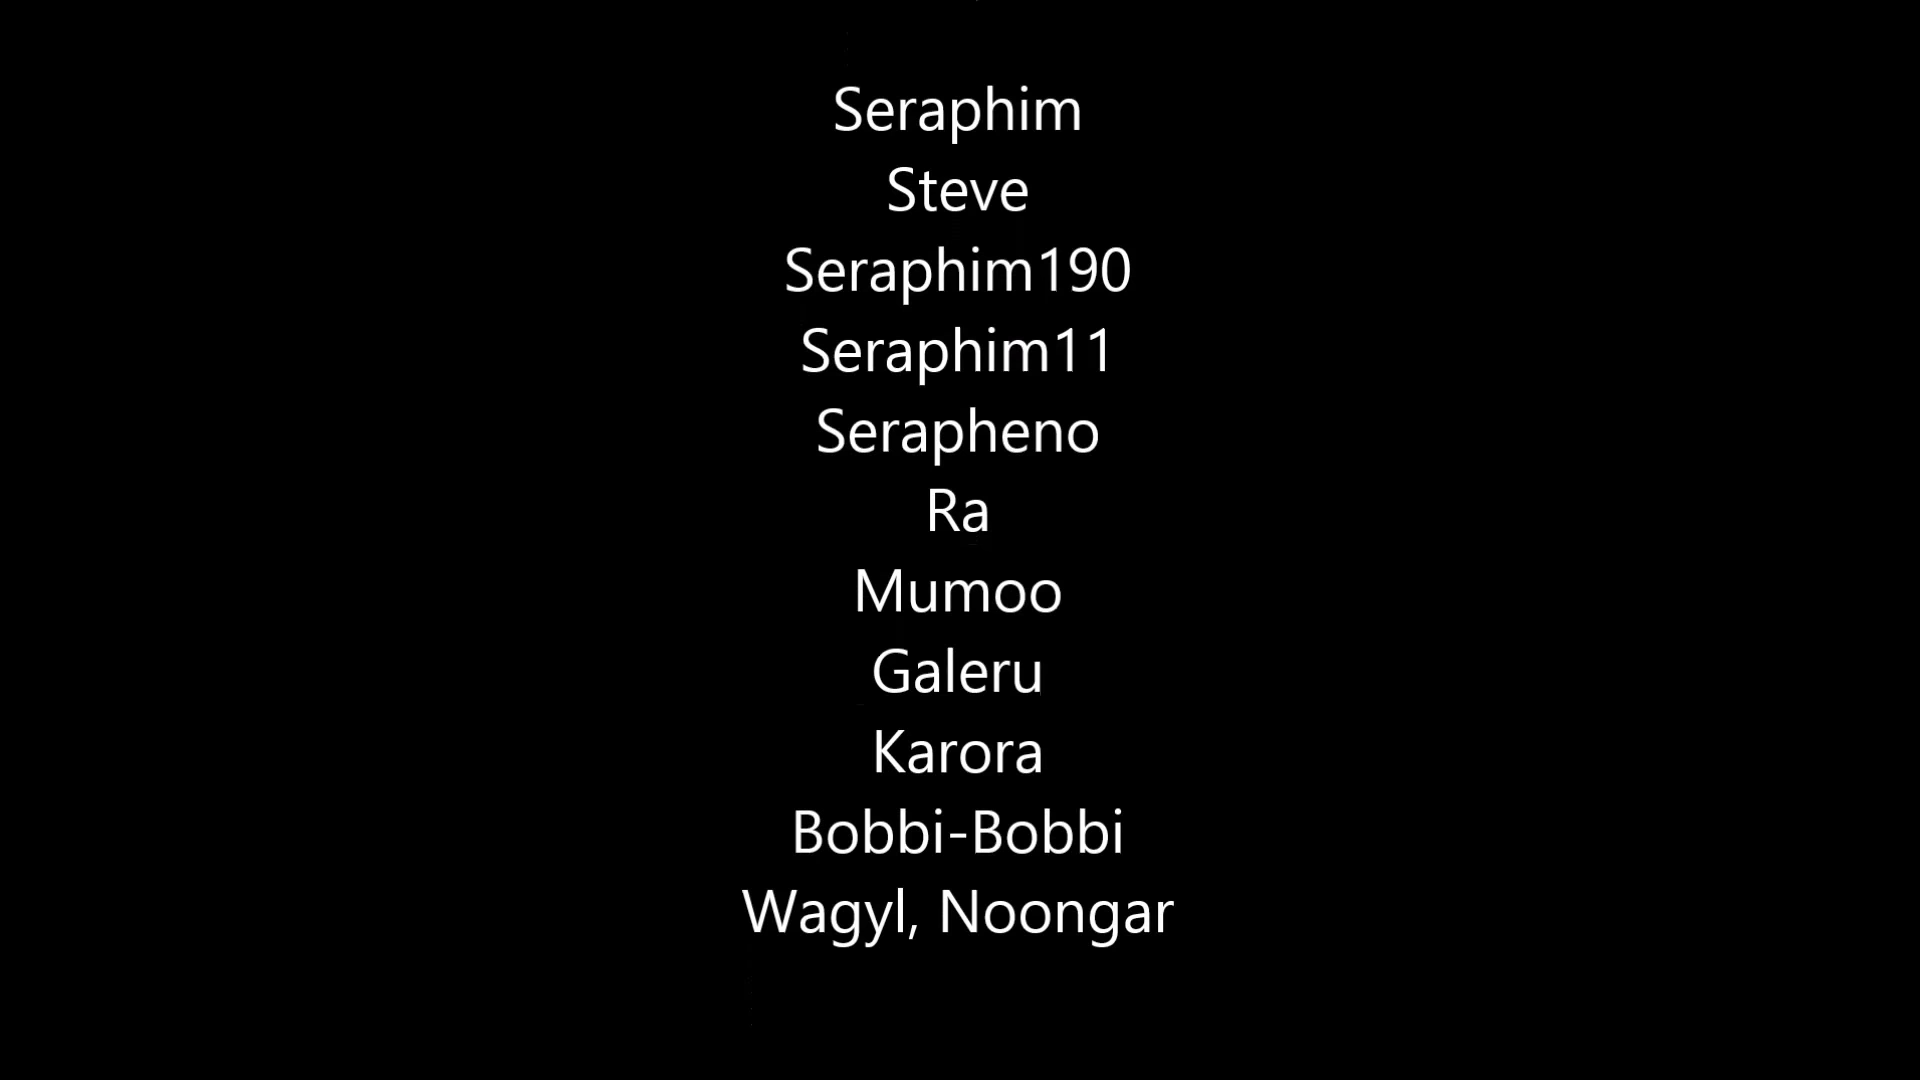 Seraphim
Steve
Seraphim190
Seraphim11
Serapheno
Ra
Mumoo
Galeru
Karora
Bobbi-Bobbi
Wagyl, Noongar